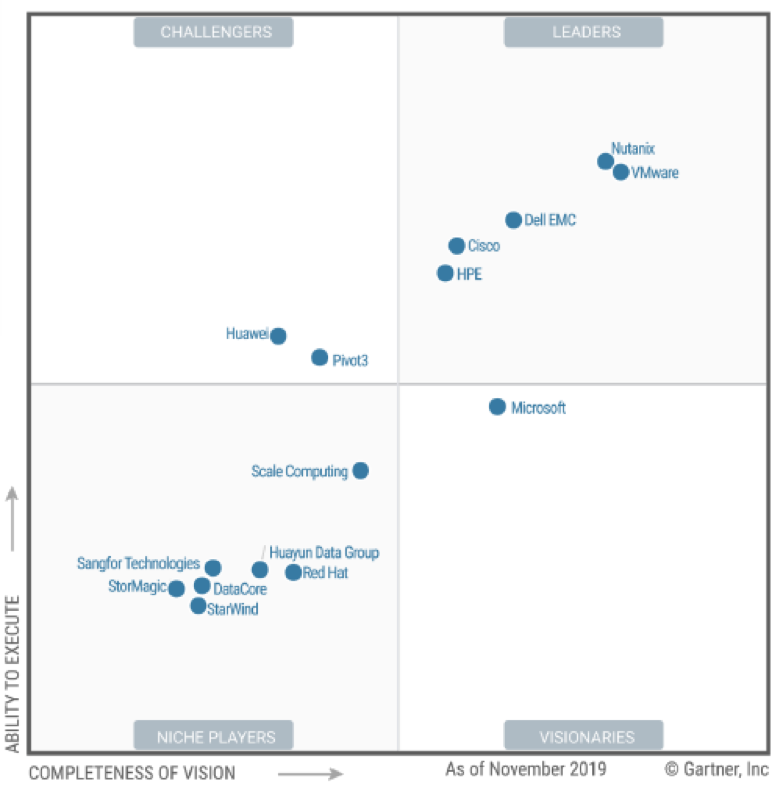 CHALLENGERS
LEADERS
Nutanix
VMware
Dell EMC
Cisco
HPE
Huawei
Pivot3
Microsoft
Scale Computing
Huayun Data Group
Sangfor Technologies
Red Hat
StorMagic
DataCore
StarWind
ABILITY TO EXECUTE
NICHE PLAYERS
VISIONARIES
COMPLETENESS OF VISION
As of November 2019
© Gartner, Inc